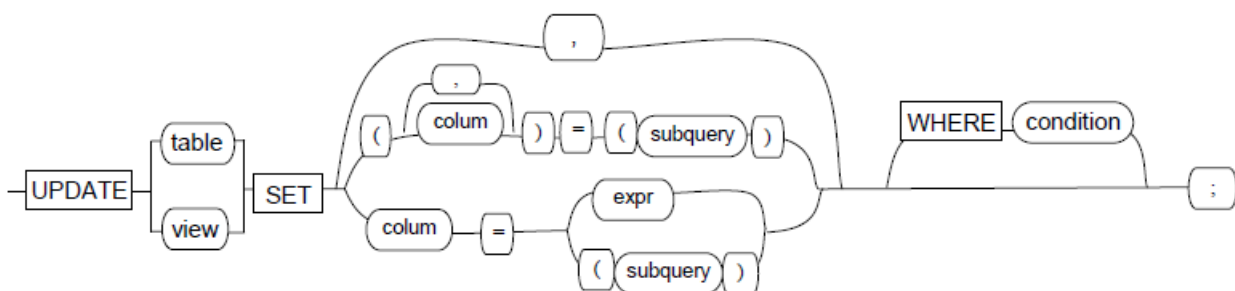 ,
,
( colum ) = ( subquery )
WHERE condition
table
UPDATE SET ;
view
expr
colum =
( subquery )